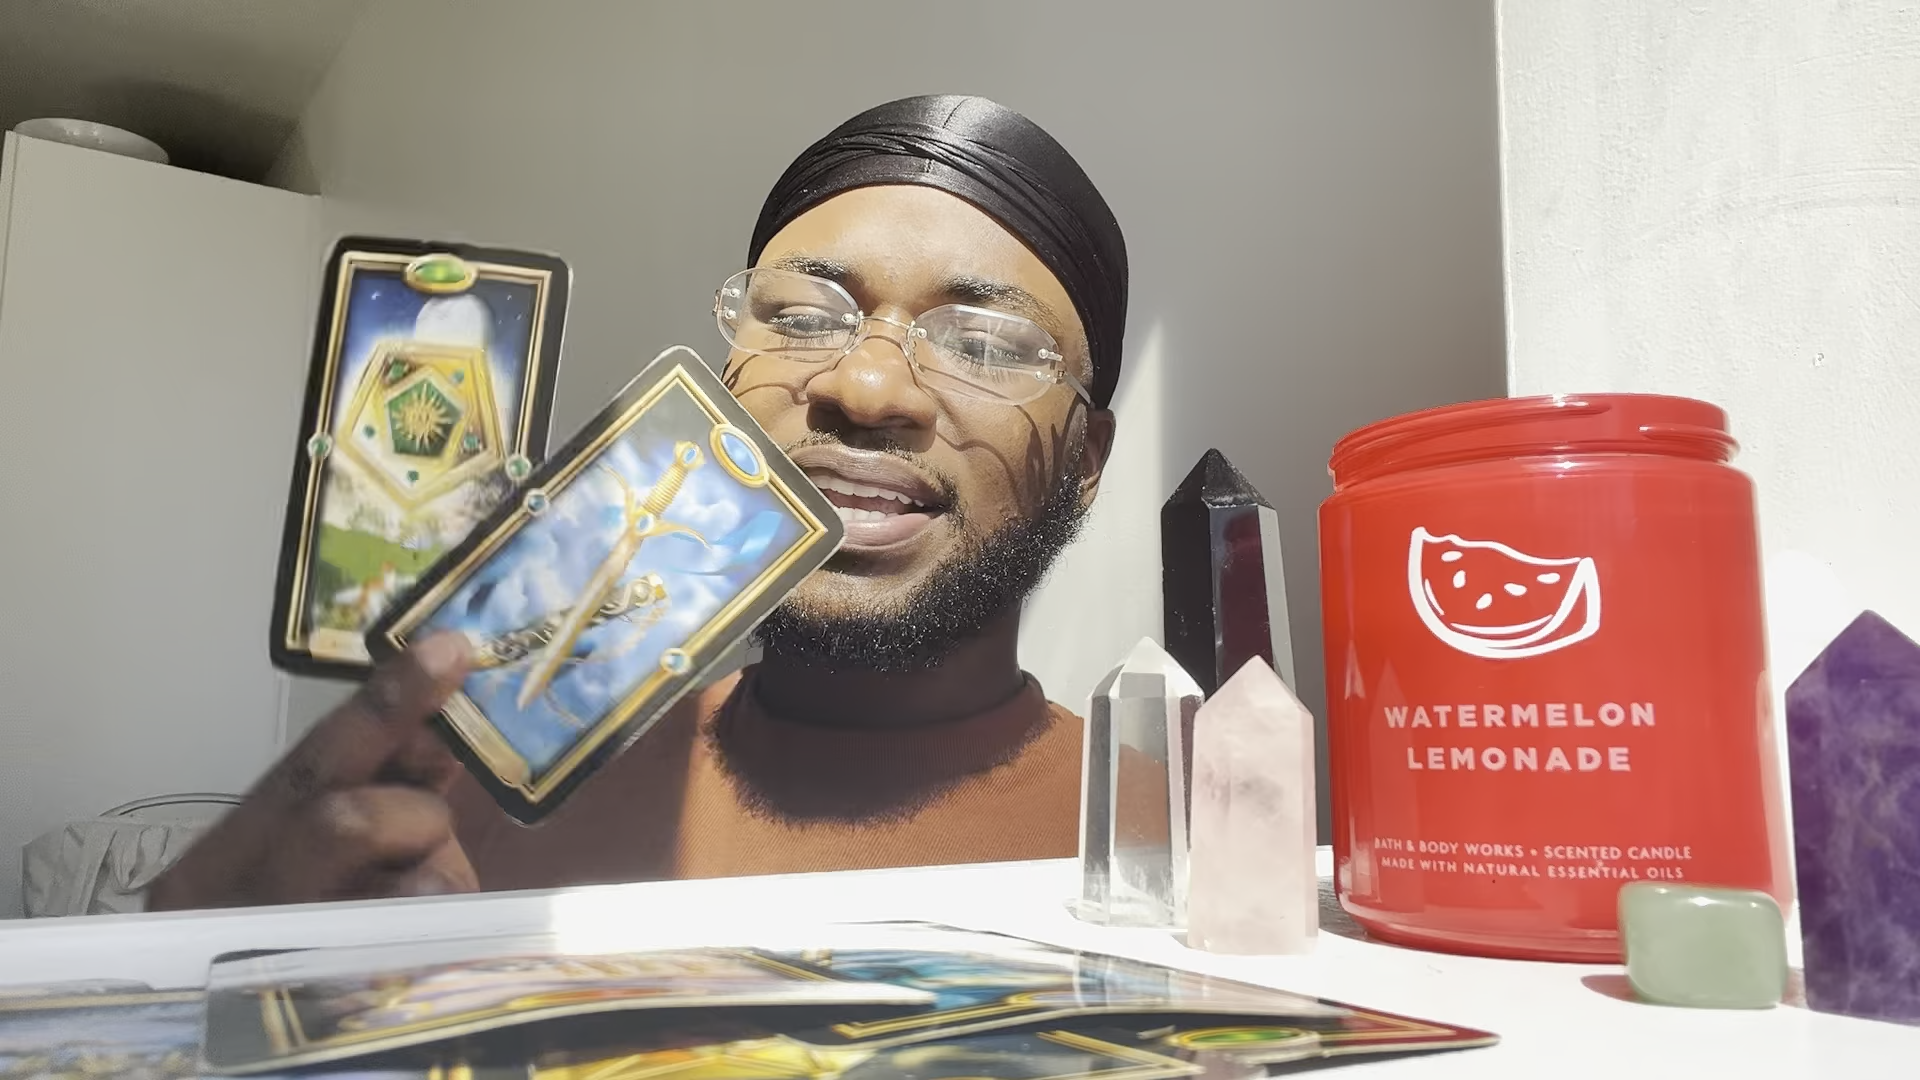 WATERMELON
LEMONADE
BATH & BODY WORKS • SCENTED CANDLE
MADE WITH NATURAL ESSENTIAL OILS